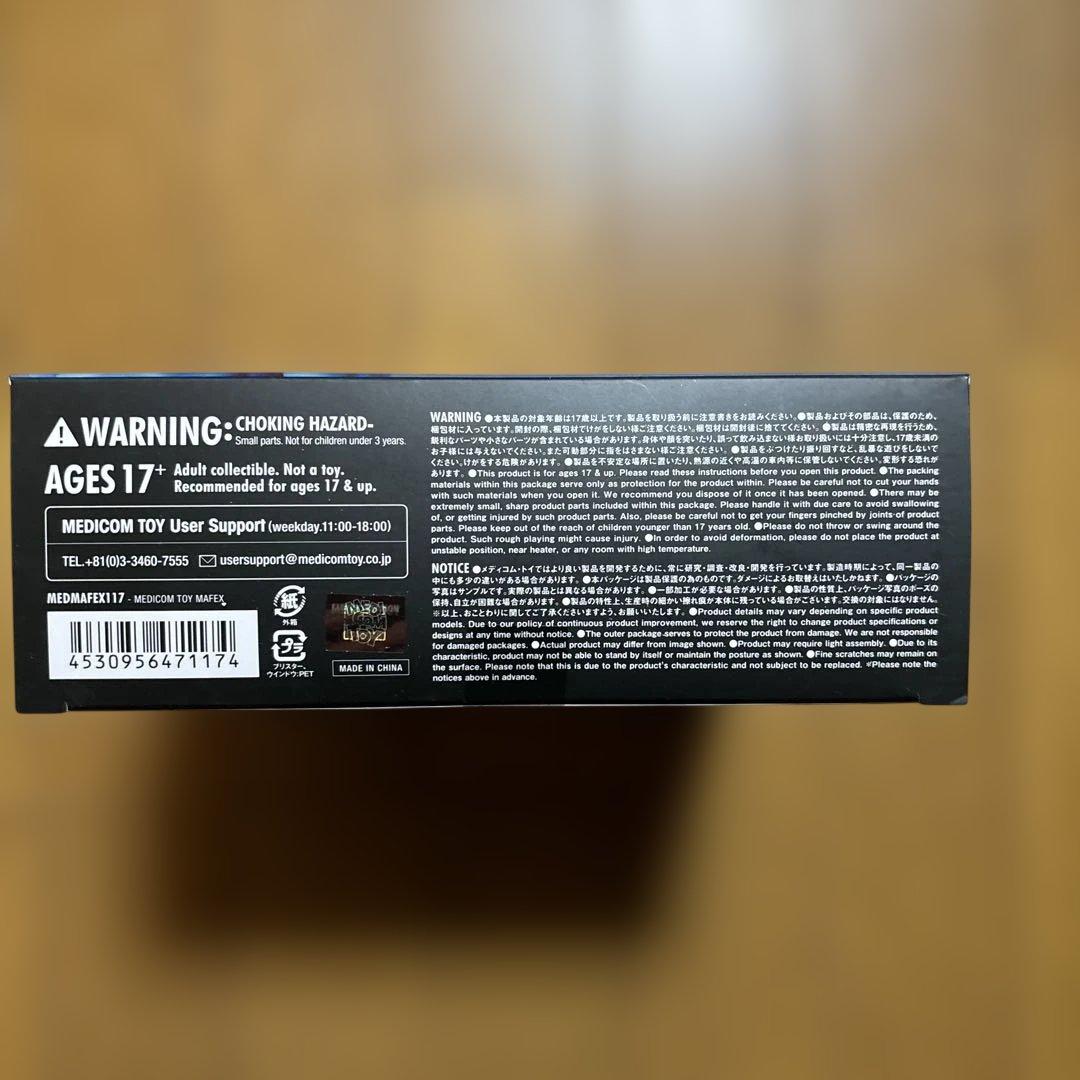 WARNING: CHOKING HAZARD-
Small parts. Not for children under 3 years.
AGES 17+ Adult collectible. Not a toy.
Recommended for ages 17 & up.
MEDICOM TOY User Support (weekday.11:00-18:00)
TEL.+81(0)3-3460-7555 usersupport@medicomtoy.co.jp
MEDMAFEX117 - MEDICOM TOY MAFEX
4530956471174
紙
外箱
プラ
ブリスター、
ウインドウ:PET
MEDICOM
TOY
MADE IN CHINA
WARNING ●本製品の対象年齢は17歳以上です。製品を取り扱う前に注意書きをお読みください。●製品およびその部品は、保護のため、
梱包材に入っています。開封の際、梱包材でけがをしない様ご注意ください。梱包材は開封後に捨ててください。●製品は精密な再現を行うため、
鋭利なパーツや小さなパーツが含まれている場合があります。身体や顔を突いたり、誤って飲み込まない様お取り扱いには十分注意し、17歳未満の
お子様には与えないでください。また可動部分に指をはさまない様ご注意ください。●製品をぶつけたり振り回すなど、乱暴な遊びをしないで
ください。けがをする危険があります。●製品を不安定な場所に置いたり、熱源の近くや高温の車内等に保管しないでください。変形する恐れが
あります。●This product is for ages 17 & up. Please read these instructions before you open this product. ●The packing
materials within this package serve only as protection for the product within. Please be careful not to cut your hands
with such materials when you open it. We recommend you dispose of it once it has been opened. ●There may be
extremely small, sharp product parts included within this package. Please handle it with due care to avoid swallowing
of, or getting injured by such product parts. Also, please be careful not to get your fingers pinched by joints of product
parts. Please keep out of the reach of children younger than 17 years old. ●Please do not throw or swing around the
product. Such rough playing might cause injury. ●In order to avoid deformation, please do not place the product at
unstable position, near heater, or any room with high temperature.
NOTICE ●メディコム・トイではより良い製品を開発するために、常に研究・調査・改良・開発を行っています。製造時期によって、同一製品の
中にも多少の違いがある場合があります。●本パッケージは製品保護の為のものです。ダメージによるお取替えはいたしかねます。●パッケージの
写真はサンプルです。実際の製品とは異なる場合があります。●一部加工が必要な場合があります。●製品の性質上、パッケージ写真のポーズの
保持、自立が困難な場合があります。●製品の特性上、生産時の細かい擦れ痕が本体に残っている場合がございます。交換の対象にはなりません。
※以上、おことわりに関してご了承くださいますよう、お願いいたします。●Product details may vary depending on specific product
models. Due to our policy of continuous product improvement, we reserve the right to change product specifications or
designs at any time without notice. ●The outer package serves to protect the product from damage. We are not responsible
for damaged packages. ●Actual product may differ from image shown. ●Product may require light assembly. ●Due to its
characteristic, product may not be able to stand by itself or maintain the posture as shown. ●Fine scratches may remain on
the surface. Please note that this is due to the product's characteristic and not subject to be replaced. ※Please note the
notices above in advance.